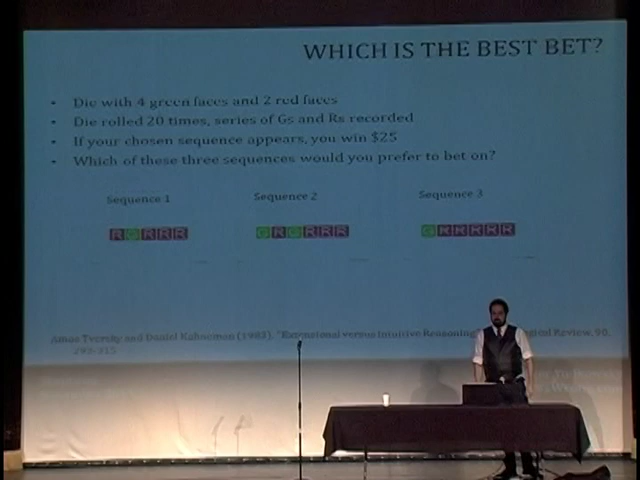 WHICH IS THE BEST BET?
• Die with 4 green faces and 2 red faces
• Die rolled 20 times, series of Gs and Rs recorded
• If your chosen sequence appears, you win $25
• Which of these three sequences would you prefer to bet on?
Sequence 1 Sequence 2 Sequence 3
RGRRR GRGRRR GRRRRR
Amos Tversky and Daniel Kahneman (1983). "Extensional versus Intuitive Reasoning Review, 90,
293-315